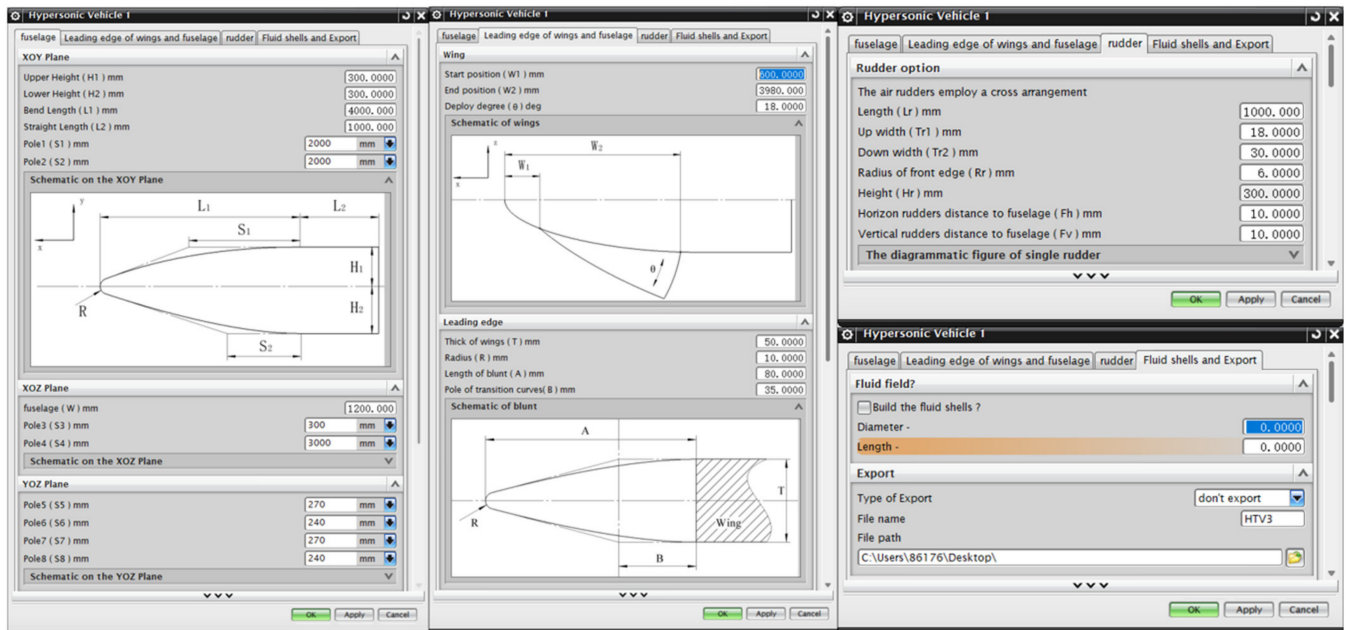 Hypersonic Vehicle 1
fuselage Leading edge of wings and fuselage rudder Fluid shells and Export
XOY Plane
Upper Height ( H1 ) mm 300.0000
Lower Height ( H2 ) mm 300.0000
Bend Length ( L1 ) mm 4000.000
Straight Length ( L2 ) mm 1000.000
Pole1 ( S1 ) mm 2000 mm
Pole2 ( S2 ) mm 2000 mm
Schematic on the XOY Plane
y
x
L1
L2
S1
H1
H2
R
S2
XOZ Plane
fuselage ( W ) mm 1200.000
Pole3 ( S3 ) mm 300 mm
Pole4 ( S4 ) mm 3000 mm
Schematic on the XOZ Plane
YOZ Plane
Pole5 ( S5 ) mm 270 mm
Pole6 ( S6 ) mm 240 mm
Pole7 ( S7 ) mm 270 mm
Pole8 ( S8 ) mm 240 mm
Schematic on the YOZ Plane
OK Apply Cancel
Hypersonic Vehicle 1
fuselage Leading edge of wings and fuselage rudder Fluid shells and Export
Wing
Start position ( W1 ) mm 600.0000
End position ( W2 ) mm 3980.000
Deploy degree ( θ ) deg 18.0000
Schematic of wings
z
x
W2
W1
θ
Leading edge
Thick of wings ( T ) mm 50.0000
Radius ( R ) mm 10.0000
Length of blunt ( A ) mm 80.0000
Pole of transition curves( B ) mm 35.0000
Schematic of blunt
A
T
R
Wing
B
OK Apply Cancel
Hypersonic Vehicle 1
fuselage Leading edge of wings and fuselage rudder Fluid shells and Export
Rudder option
The air rudders employ a cross arrangement
Length ( Lr ) mm 1000.000
Up width ( Tr1 ) mm 18.0000
Down width ( Tr2 ) mm 30.0000
Radius of front edge ( Rr ) mm 6.0000
Height ( Hr ) mm 300.0000
Horizon rudders distance to fuselage ( Fh ) mm 10.0000
Vertical rudders distance to fuselage ( Fv ) mm 10.0000
The diagrammatic figure of single rudder
OK Apply Cancel
Hypersonic Vehicle 1
fuselage Leading edge of wings and fuselage rudder Fluid shells and Export
Fluid field?
Build the fluid shells ?
Diameter - 0.0000
Length - 0.0000
Export
Type of Export don't export
File name HTV3
File path
C:\Users\86176\Desktop\
OK Apply Cancel